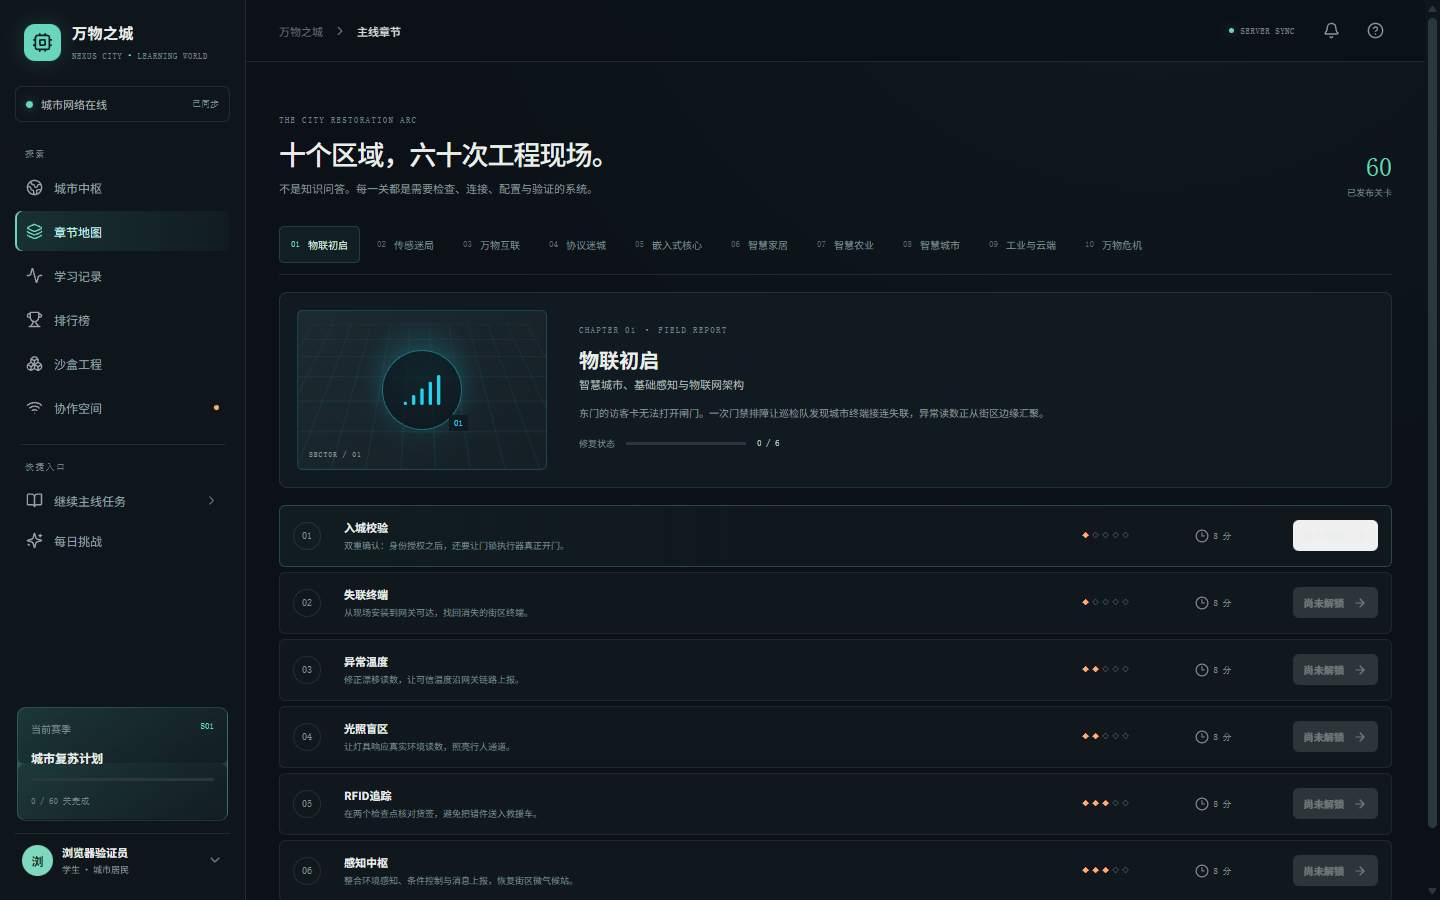 万物之城
NEXUS CITY • LEARNING WORLD
城市网络在线 已同步
探索
城市中枢
章节地图
学习记录
排行榜
沙盒工程
协作空间
快捷入口
继续主线任务
每日挑战
当前赛季 S01
城市复苏计划
0 / 60 关完成
浏 浏览器验证员
学生 · 城市居民
万物之城 主线章节
SERVER SYNC
THE CITY RESTORATION ARC
十个区域，六十次工程现场。
不是知识问答。每一关都是需要检查、连接、配置与验证的系统。
60
已发布关卡
01 物联初启 02 传感迷局 03 万物互联 04 协议迷城 05 嵌入式核心 06 智慧家居 07 智慧农业 08 智慧城市 09 工业与云端 10 万物危机
01
SECTOR / 01
CHAPTER 01 • FIELD REPORT
物联初启
智慧城市、基础感知与物联网架构
东门的访客卡无法打开闸门。一次门禁排障让巡检队发现城市终端接连失联，异常读数正从街区边缘汇聚。
修复状态 0 / 6
01 入城校验 8 分
双重确认：身份授权之后，还要让门锁执行器真正开门。
02 失联终端 8 分 尚未解锁
从现场安装到网关可达，找回消失的街区终端。
03 异常温度 8 分 尚未解锁
修正漂移读数，让可信温度沿网关链路上报。
04 光照盲区 8 分 尚未解锁
让灯具响应真实环境读数，照亮行人通道。
05 RFID追踪 8 分 尚未解锁
在两个检查点核对货签，避免把错件送入救援车。
06 感知中枢 8 分 尚未解锁
整合环境感知、条件控制与消息上报，恢复街区微气候站。